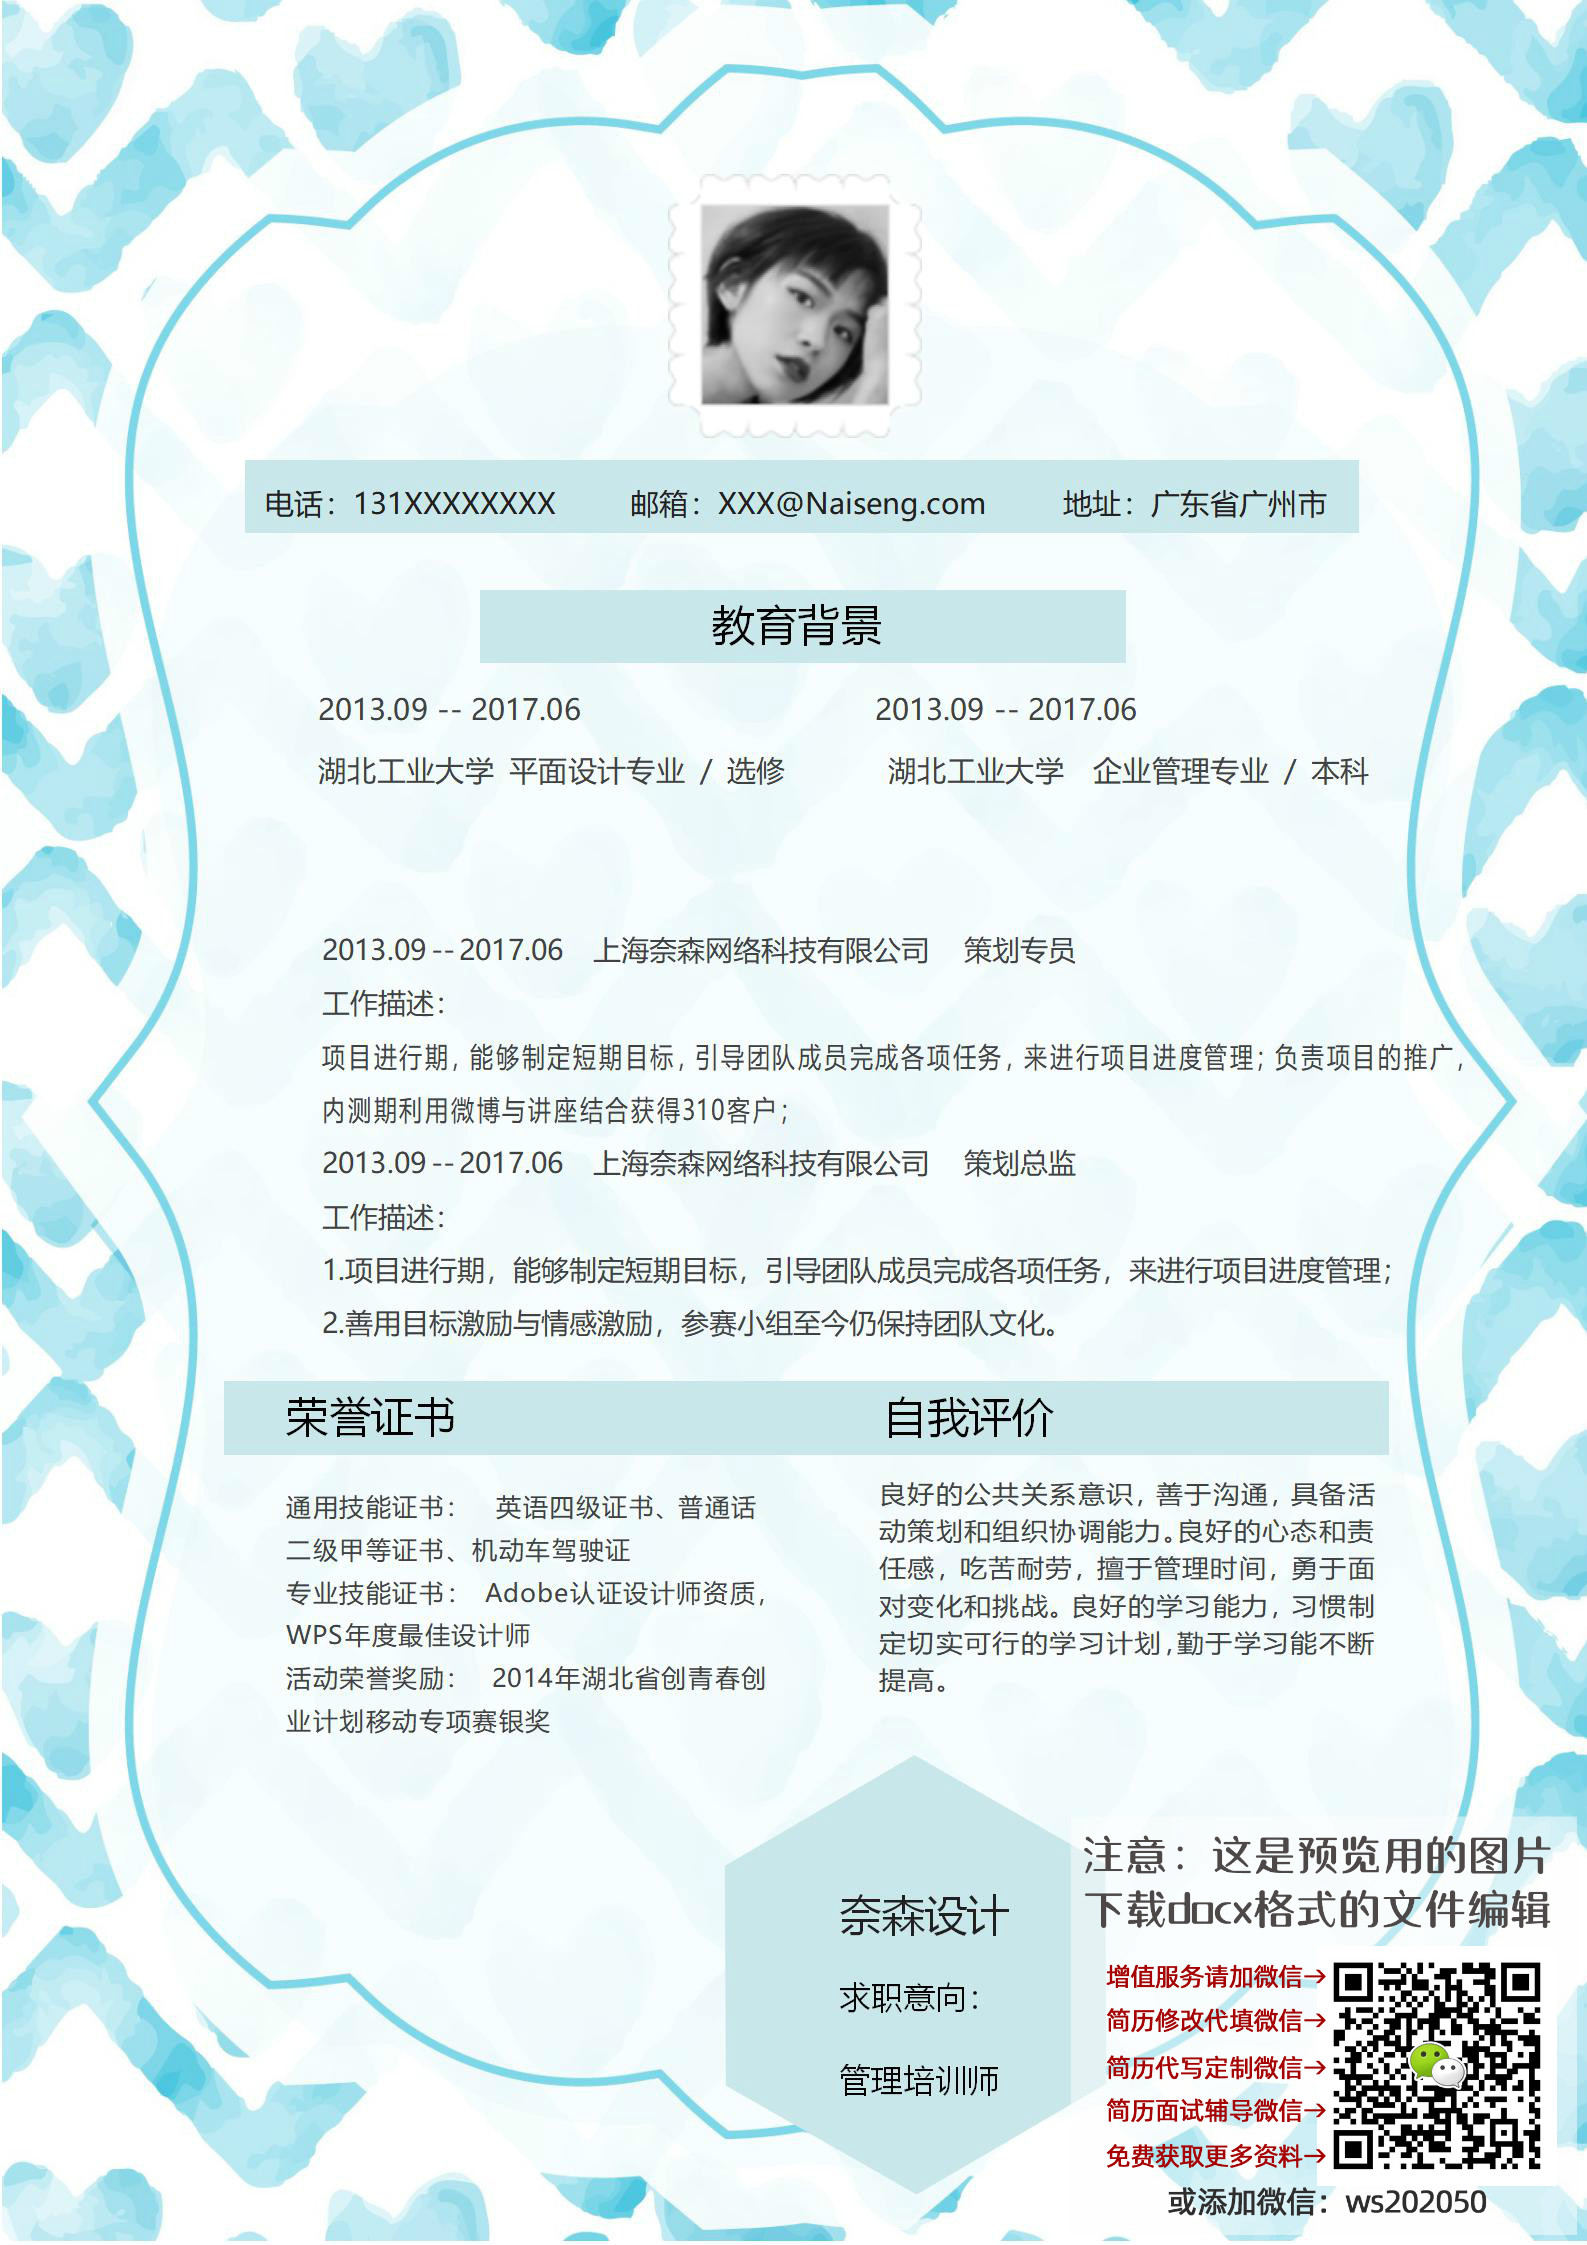 电话：131XXXXXXXX 邮箱：XXX@Naiseng.com 地址：广东省广州市
教育背景
2013.09 -- 2017.06 2013.09 -- 2017.06
湖北工业大学 平面设计专业 / 选修 湖北工业大学 企业管理专业 / 本科
2013.09 -- 2017.06 上海奈森网络科技有限公司 策划专员
工作描述：
项目进行期，能够制定短期目标，引导团队成员完成各项任务，来进行项目进度管理；负责项目的推广，
内测期利用微博与讲座结合获得310客户；
2013.09 -- 2017.06 上海奈森网络科技有限公司 策划总监
工作描述：
1.项目进行期，能够制定短期目标，引导团队成员完成各项任务，来进行项目进度管理；
2.善用目标激励与情感激励，参赛小组至今仍保持团队文化。
荣誉证书
通用技能证书： 英语四级证书、普通话
二级甲等证书、机动车驾驶证
专业技能证书： Adobe认证设计师资质，
WPS年度最佳设计师
活动荣誉奖励： 2014年湖北省创青春创
业计划移动专项赛银奖
自我评价
良好的公共关系意识，善于沟通，具备活
动策划和组织协调能力。良好的心态和责
任感，吃苦耐劳，擅于管理时间，勇于面
对变化和挑战。良好的学习能力，习惯制
定切实可行的学习计划，勤于学习能不断
提高。
奈森设计
求职意向：
管理培训师
注意：这是预览用的图片
下载docx格式的文件编辑
增值服务请加微信→
简历修改代填微信→
简历代写定制微信→
简历面试辅导微信→
免费获取更多资料→
或添加微信：ws202050